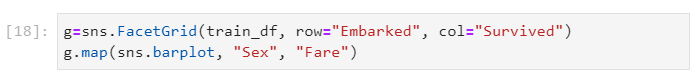 [18]: g=sns.FacetGrid(train_df, row="Embarked", col="Survived")
g.map(sns.barplot, "Sex", "Fare")